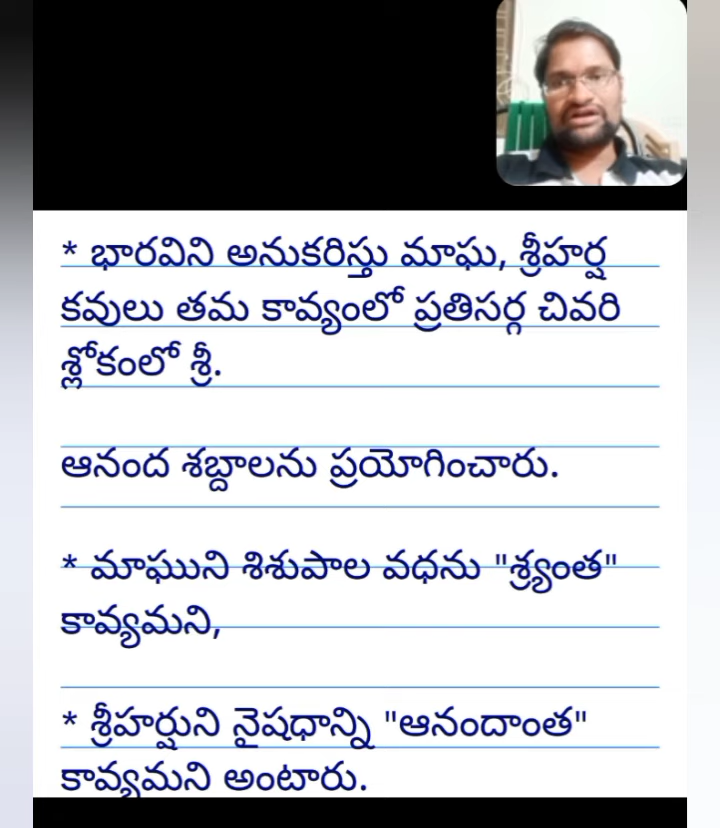 * భారవిని అనుకరిస్తు మాఘ, శ్రీహర్ష
కవులు తమ కావ్యంలో ప్రతిసర్గ చివరి
శ్లోకంలో శ్రీ.
ఆనంద శబ్దాలను ప్రయోగించారు.
* మాఘుని శిశుపాల వధను "శ్ర్యంత"
కావ్యమని,
* శ్రీహర్షుని నైషధాన్ని "ఆనందాంత"
కావ్యమని అంటారు.